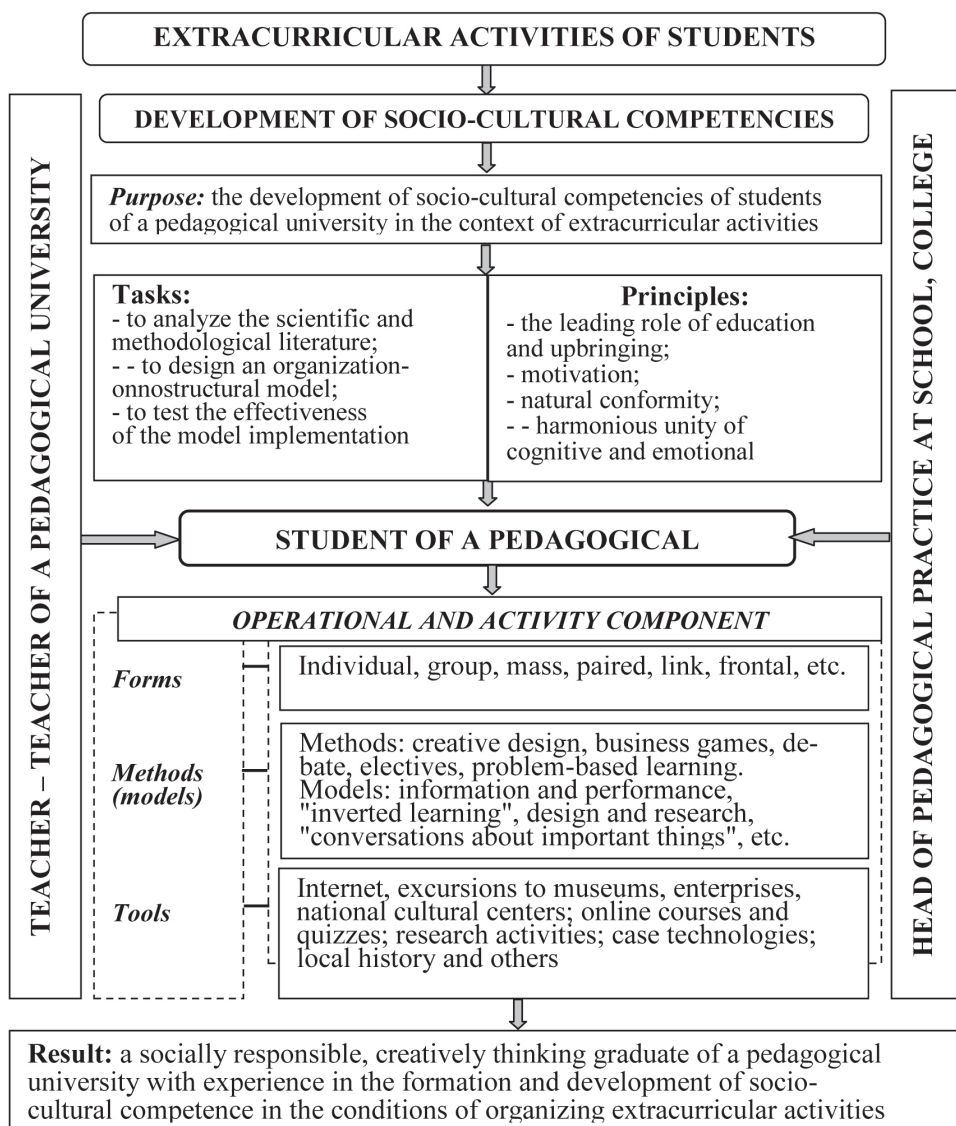 EXTRACURRICULAR ACTIVITIES OF STUDENTS
TEACHER – TEACHER OF A PEDAGOGICAL UNIVERSITY
DEVELOPMENT OF SOCIO-CULTURAL COMPETENCIES
Purpose: the development of socio-cultural competencies of students
of a pedagogical university in the context of extracurricular activities
Tasks:
- to analyze the scientific and
methodological literature;
- - to design an organization-
onnostructural model;
- to test the effectiveness
of the model implementation
Principles:
- the leading role of education
and upbringing;
- motivation;
- natural conformity;
- - harmonious unity of
cognitive and emotional
HEAD OF PEDAGOGICAL PRACTICE AT SCHOOL, COLLEGE
STUDENT OF A PEDAGOGICAL
OPERATIONAL AND ACTIVITY COMPONENT
Forms
Individual, group, mass, paired, link, frontal, etc.
Methods
(models)
Methods: creative design, business games, de-
bate, electives, problem-based learning.
Models: information and performance,
"inverted learning", design and research,
"conversations about important things", etc.
Tools
Internet, excursions to museums, enterprises,
national cultural centers; online courses and
quizzes; research activities; case technologies;
local history and others
Result: a socially responsible, creatively thinking graduate of a pedagogical
university with experience in the formation and development of socio-
cultural competence in the conditions of organizing extracurricular activities